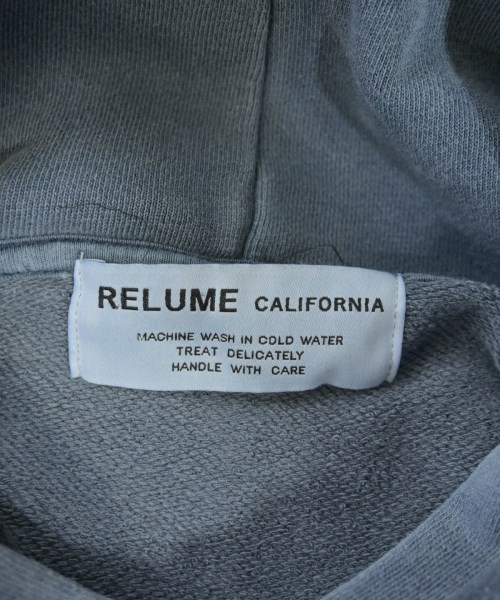 RELUME CALIFORNIA
MACHINE WASH IN COLD WATER
TREAT DELICATELY
HANDLE WITH CARE